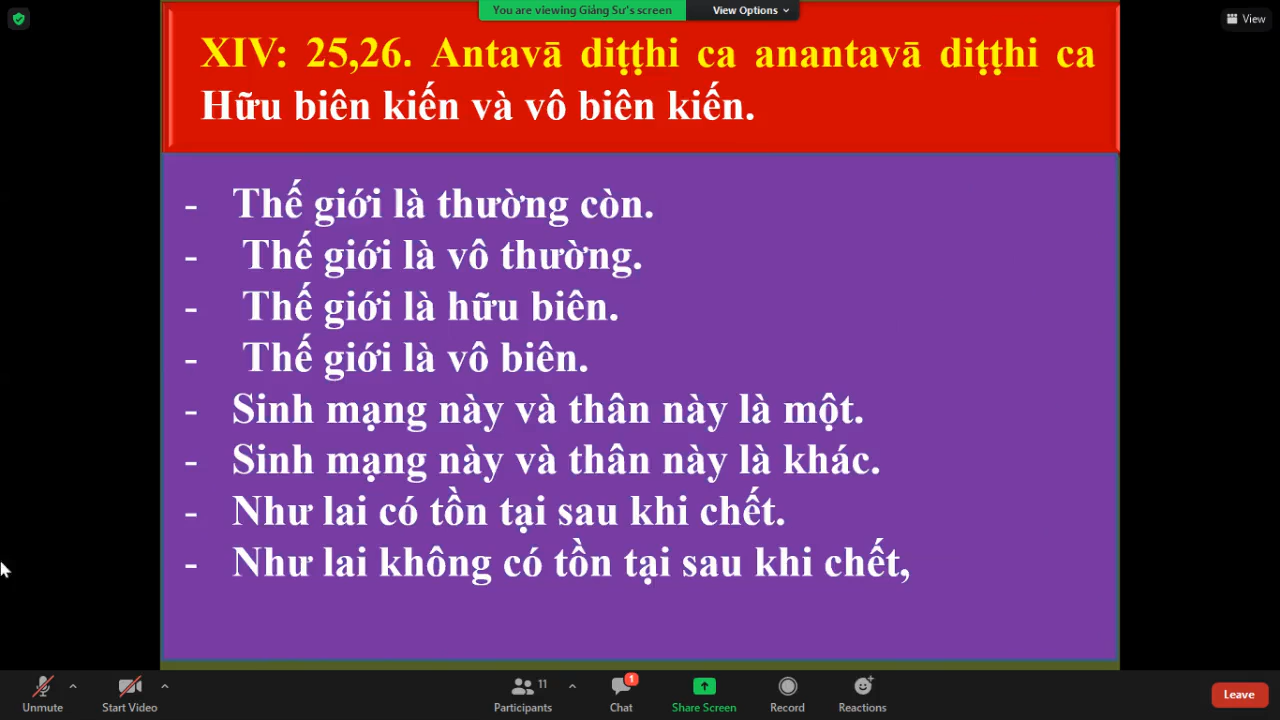 You are viewing Giảng Sư's screen
View Options
View
XIV: 25,26. Antavā diṭṭhi ca anantavā diṭṭhi ca
Hữu biên kiến và vô biên kiến.
- Thế giới là thường còn.
- Thế giới là vô thường.
- Thế giới là hữu biên.
- Thế giới là vô biên.
- Sinh mạng này và thân này là một.
- Sinh mạng này và thân này là khác.
- Như lai có tồn tại sau khi chết.
- Như lai không có tồn tại sau khi chết,
Unmute
Start Video
Participants 11
Chat 1
Share Screen
Record
Reactions
Leave